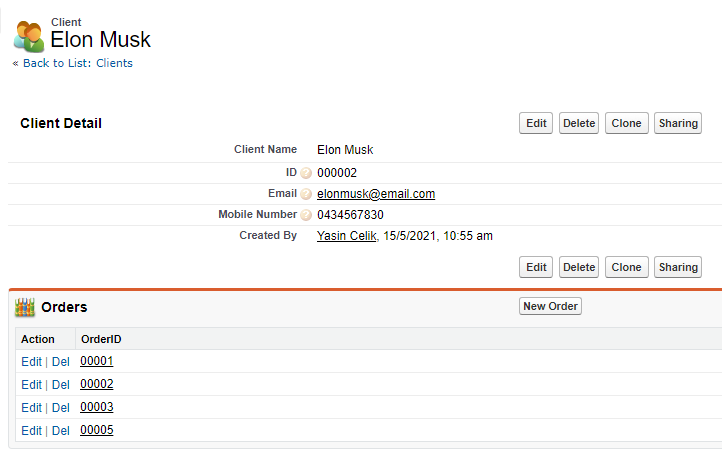 Client
Elon Musk
« Back to List: Clients
Client Detail
Edit Delete Clone Sharing
Client Name Elon Musk
ID ? 000002
Email ? elonmusk@email.com
Mobile Number ? 0434567830
Created By Yasin Celik, 15/5/2021, 10:55 am
Edit Delete Clone Sharing
Orders New Order
Action OrderID
Edit | Del 00001
Edit | Del 00002
Edit | Del 00003
Edit | Del 00005